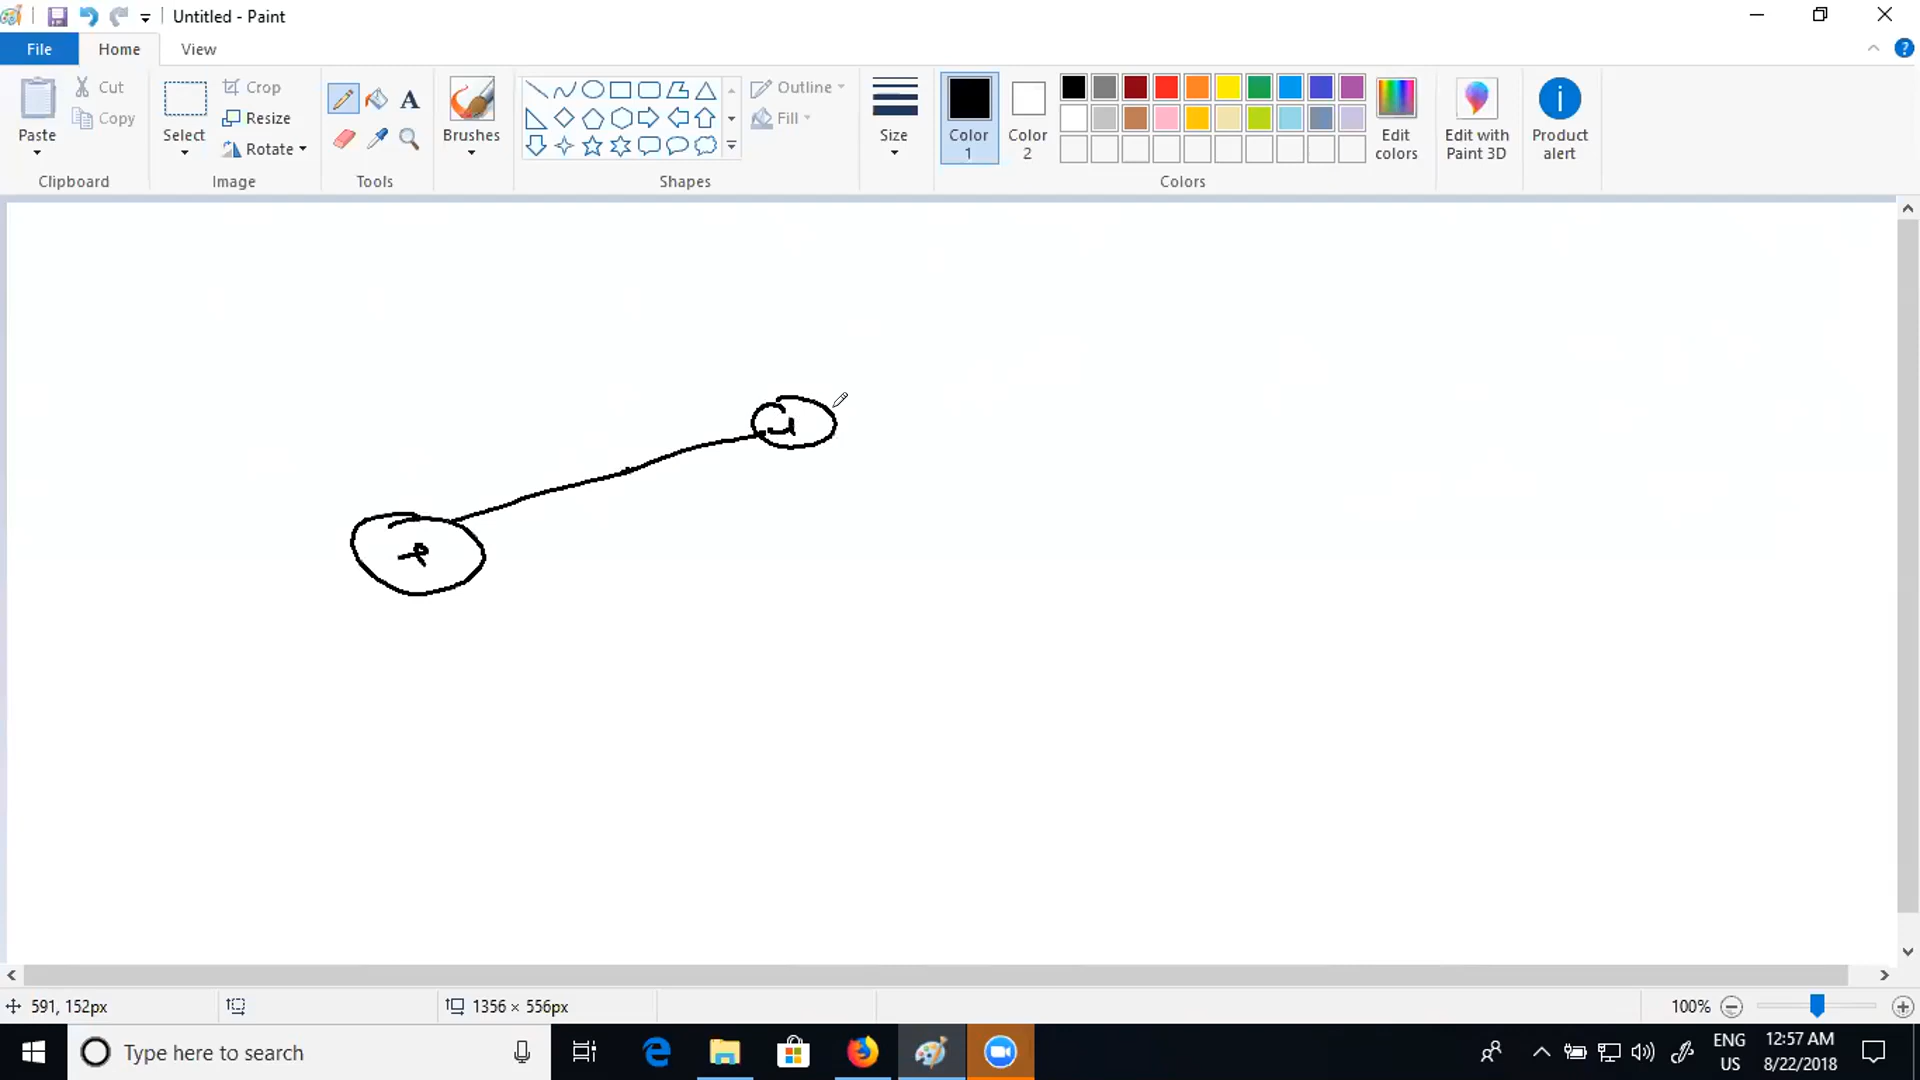 Untitled - Paint
File
Home
View
Paste
Cut
Copy
Clipboard
Select
Crop
Resize
Rotate
Image
A
Tools
Brushes
Shapes
Outline
Fill
Size
Color
1
Color
2
Edit
colors
Colors
Edit with
Paint 3D
Product
alert
591, 152px
1356 × 556px
100%
Type here to search
ENG
US
12:57 AM
8/22/2018